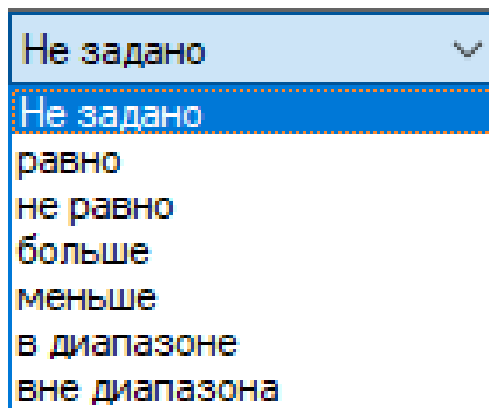 Не задано
Не задано
равно
не равно
больше
меньше
в диапазоне
вне диапазона